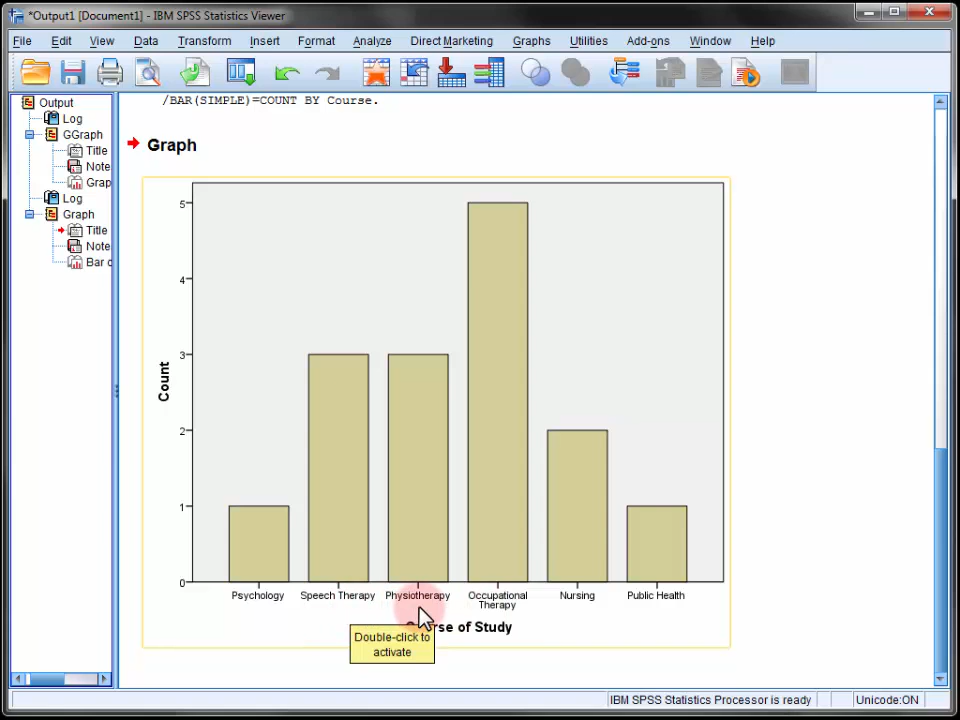 *Output1 [Document1] - IBM SPSS Statistics Viewer
File Edit View Data Transform Insert Format Analyze Direct Marketing Graphs Utilities Add-ons Window Help
Output
Log
GGraph
Title
Note
Grap
Log
Graph
Title
Note
Bar c
/BAR(SIMPLE)=COUNT BY Course.
Graph
Count
5
4
3
2
1
0
Psychology Speech Therapy Physiotherapy Occupational Therapy Nursing Public Health
se of Study
Double-click to
activate
IBM SPSS Statistics Processor is ready Unicode:ON